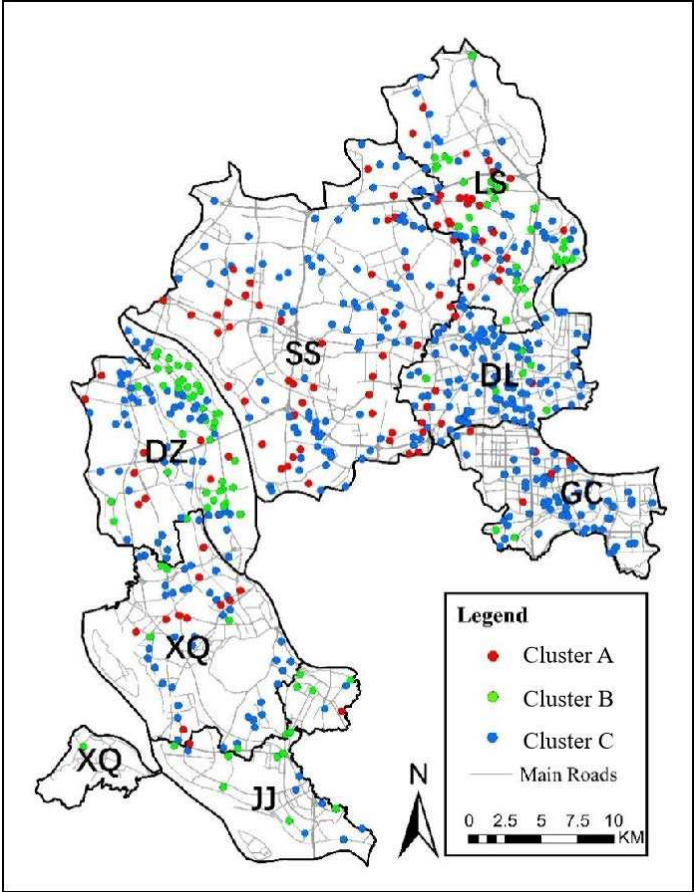 LS
SS
DL
DZ
GC
XQ
XQ
JJ
Legend
Cluster A
Cluster B
Cluster C
Main Roads
N
0 2.5 5 7.5 10
KM